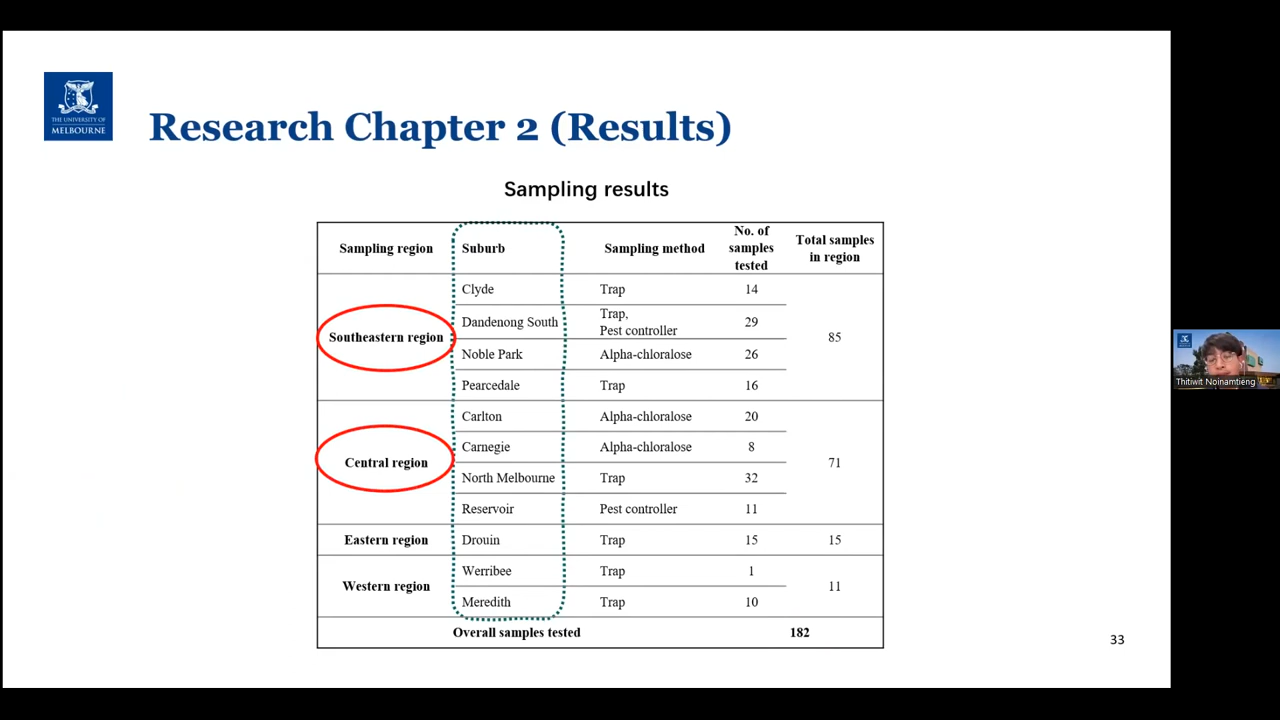 THE UNIVERSITY OF
MELBOURNE
Research Chapter 2 (Results)
Sampling results
Sampling region Suburb Sampling method No. of samples tested Total samples in region
Southeastern region
Clyde Trap 14
Dandenong South Trap, Pest controller 29
Noble Park Alpha-chloralose 26
Pearcedale Trap 16
85
Central region
Carlton Alpha-chloralose 20
Carnegie Alpha-chloralose 8
North Melbourne Trap 32
Reservoir Pest controller 11
71
Eastern region Drouin Trap 15 15
Western region
Werribee Trap 1
Meredith Trap 10
11
Overall samples tested 182
33
Thitiwit Noinamtieng